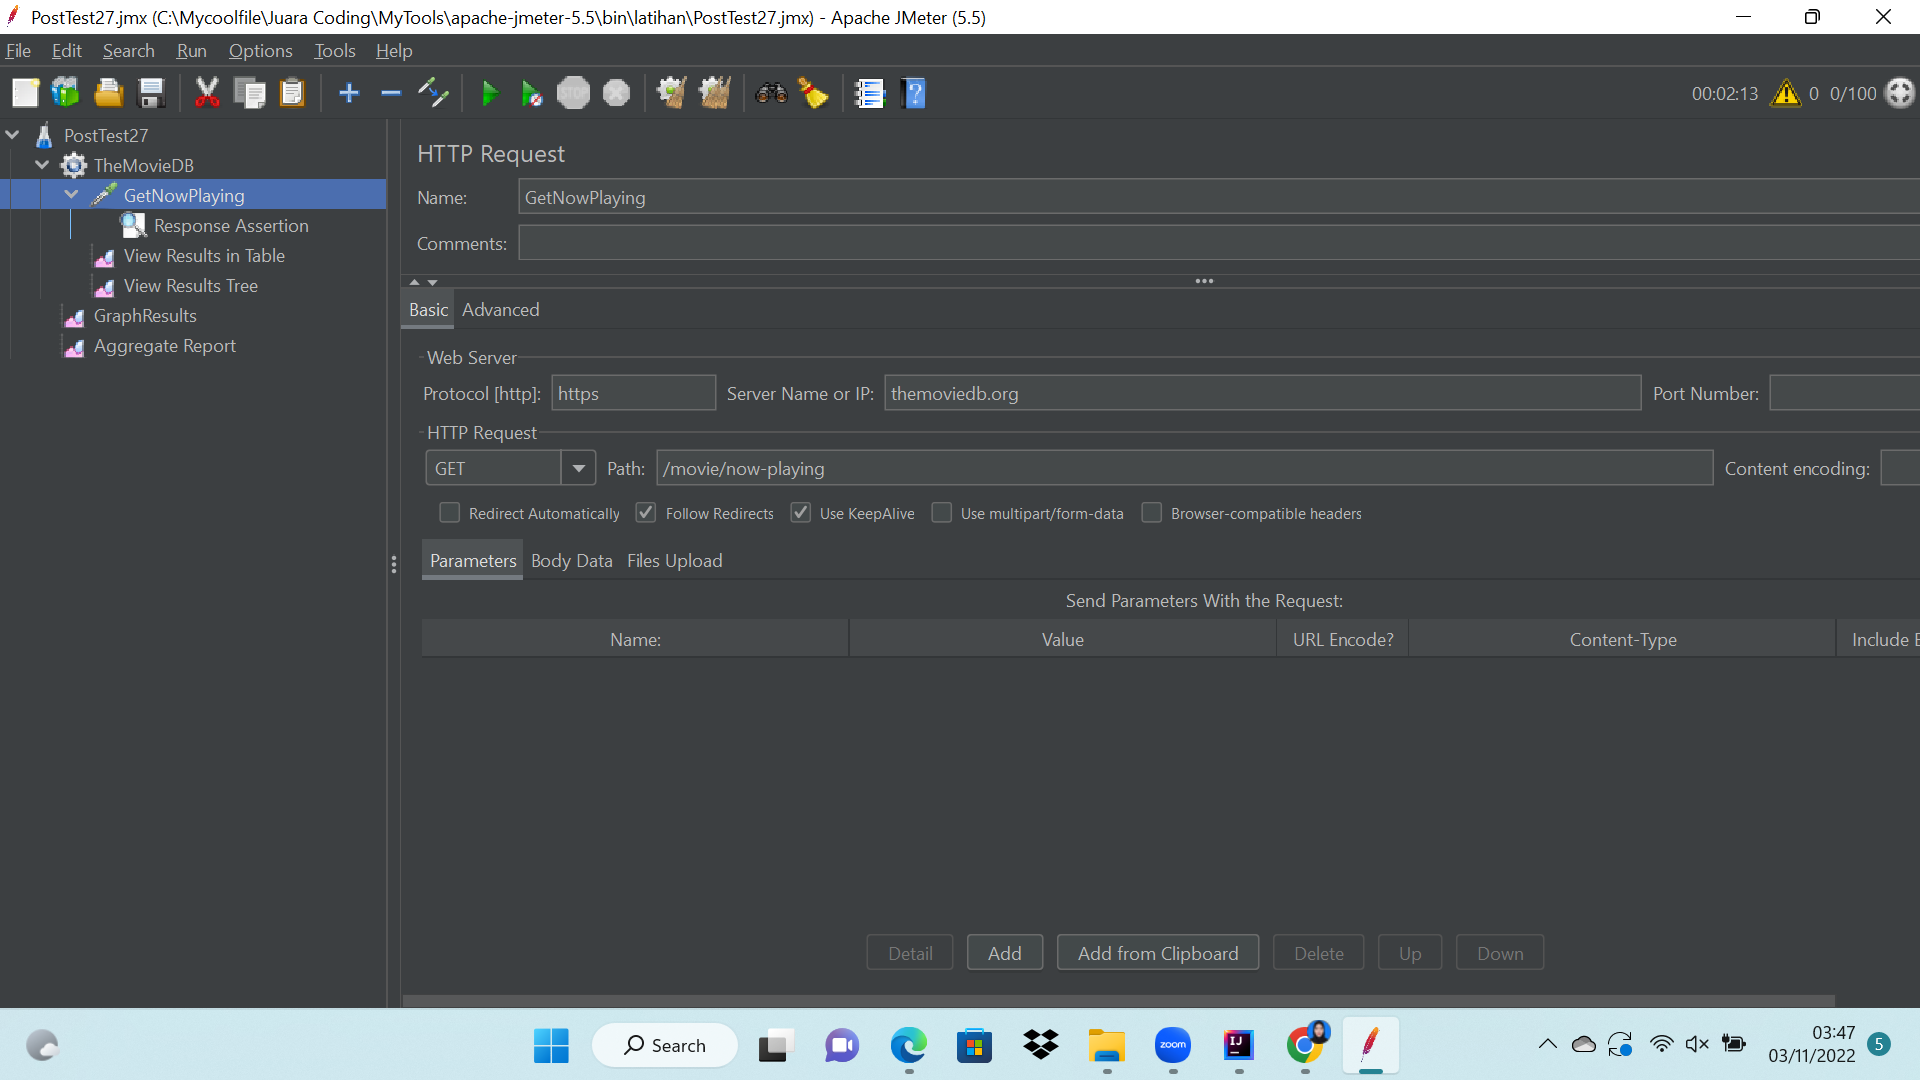 PostTest27.jmx (C:\Mycoolfile\Juara Coding\MyTools\apache-jmeter-5.5\bin\latihan\PostTest27.jmx) - Apache JMeter (5.5)
File Edit Search Run Options Tools Help
STOP
?
00:02:13 0 0/100
PostTest27
TheMovieDB
GetNowPlaying
Response Assertion
View Results in Table
View Results Tree
GraphResults
Aggregate Report
HTTP Request
Name: GetNowPlaying
Comments:
Basic Advanced
Web Server
Protocol [http]: https Server Name or IP: themoviedb.org Port Number:
HTTP Request
GET Path: /movie/now-playing Content encoding:
Redirect Automatically Follow Redirects Use KeepAlive Use multipart/form-data Browser-compatible headers
Parameters Body Data Files Upload
Send Parameters With the Request:
Name: Value URL Encode? Content-Type Include
Detail Add Add from Clipboard Delete Up Down
Search
zoom
IJ
03:47
03/11/2022
5